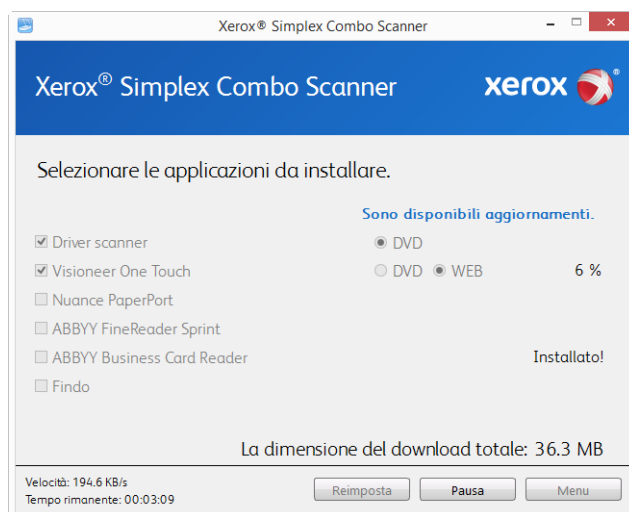 Xerox® Simplex Combo Scanner
Xerox® Simplex Combo Scanner
xerox ®
Selezionare le applicazioni da installare.
Sono disponibili aggiornamenti.
Driver scanner DVD
Visioneer One Touch DVD WEB 6 %
Nuance PaperPort
ABBYY FineReader Sprint
ABBYY Business Card Reader Installato!
Findo
La dimensione del download totale: 36.3 MB
Velocità: 194.6 KB/s
Tempo rimanente: 00:03:09
Reimposta Pausa Menu